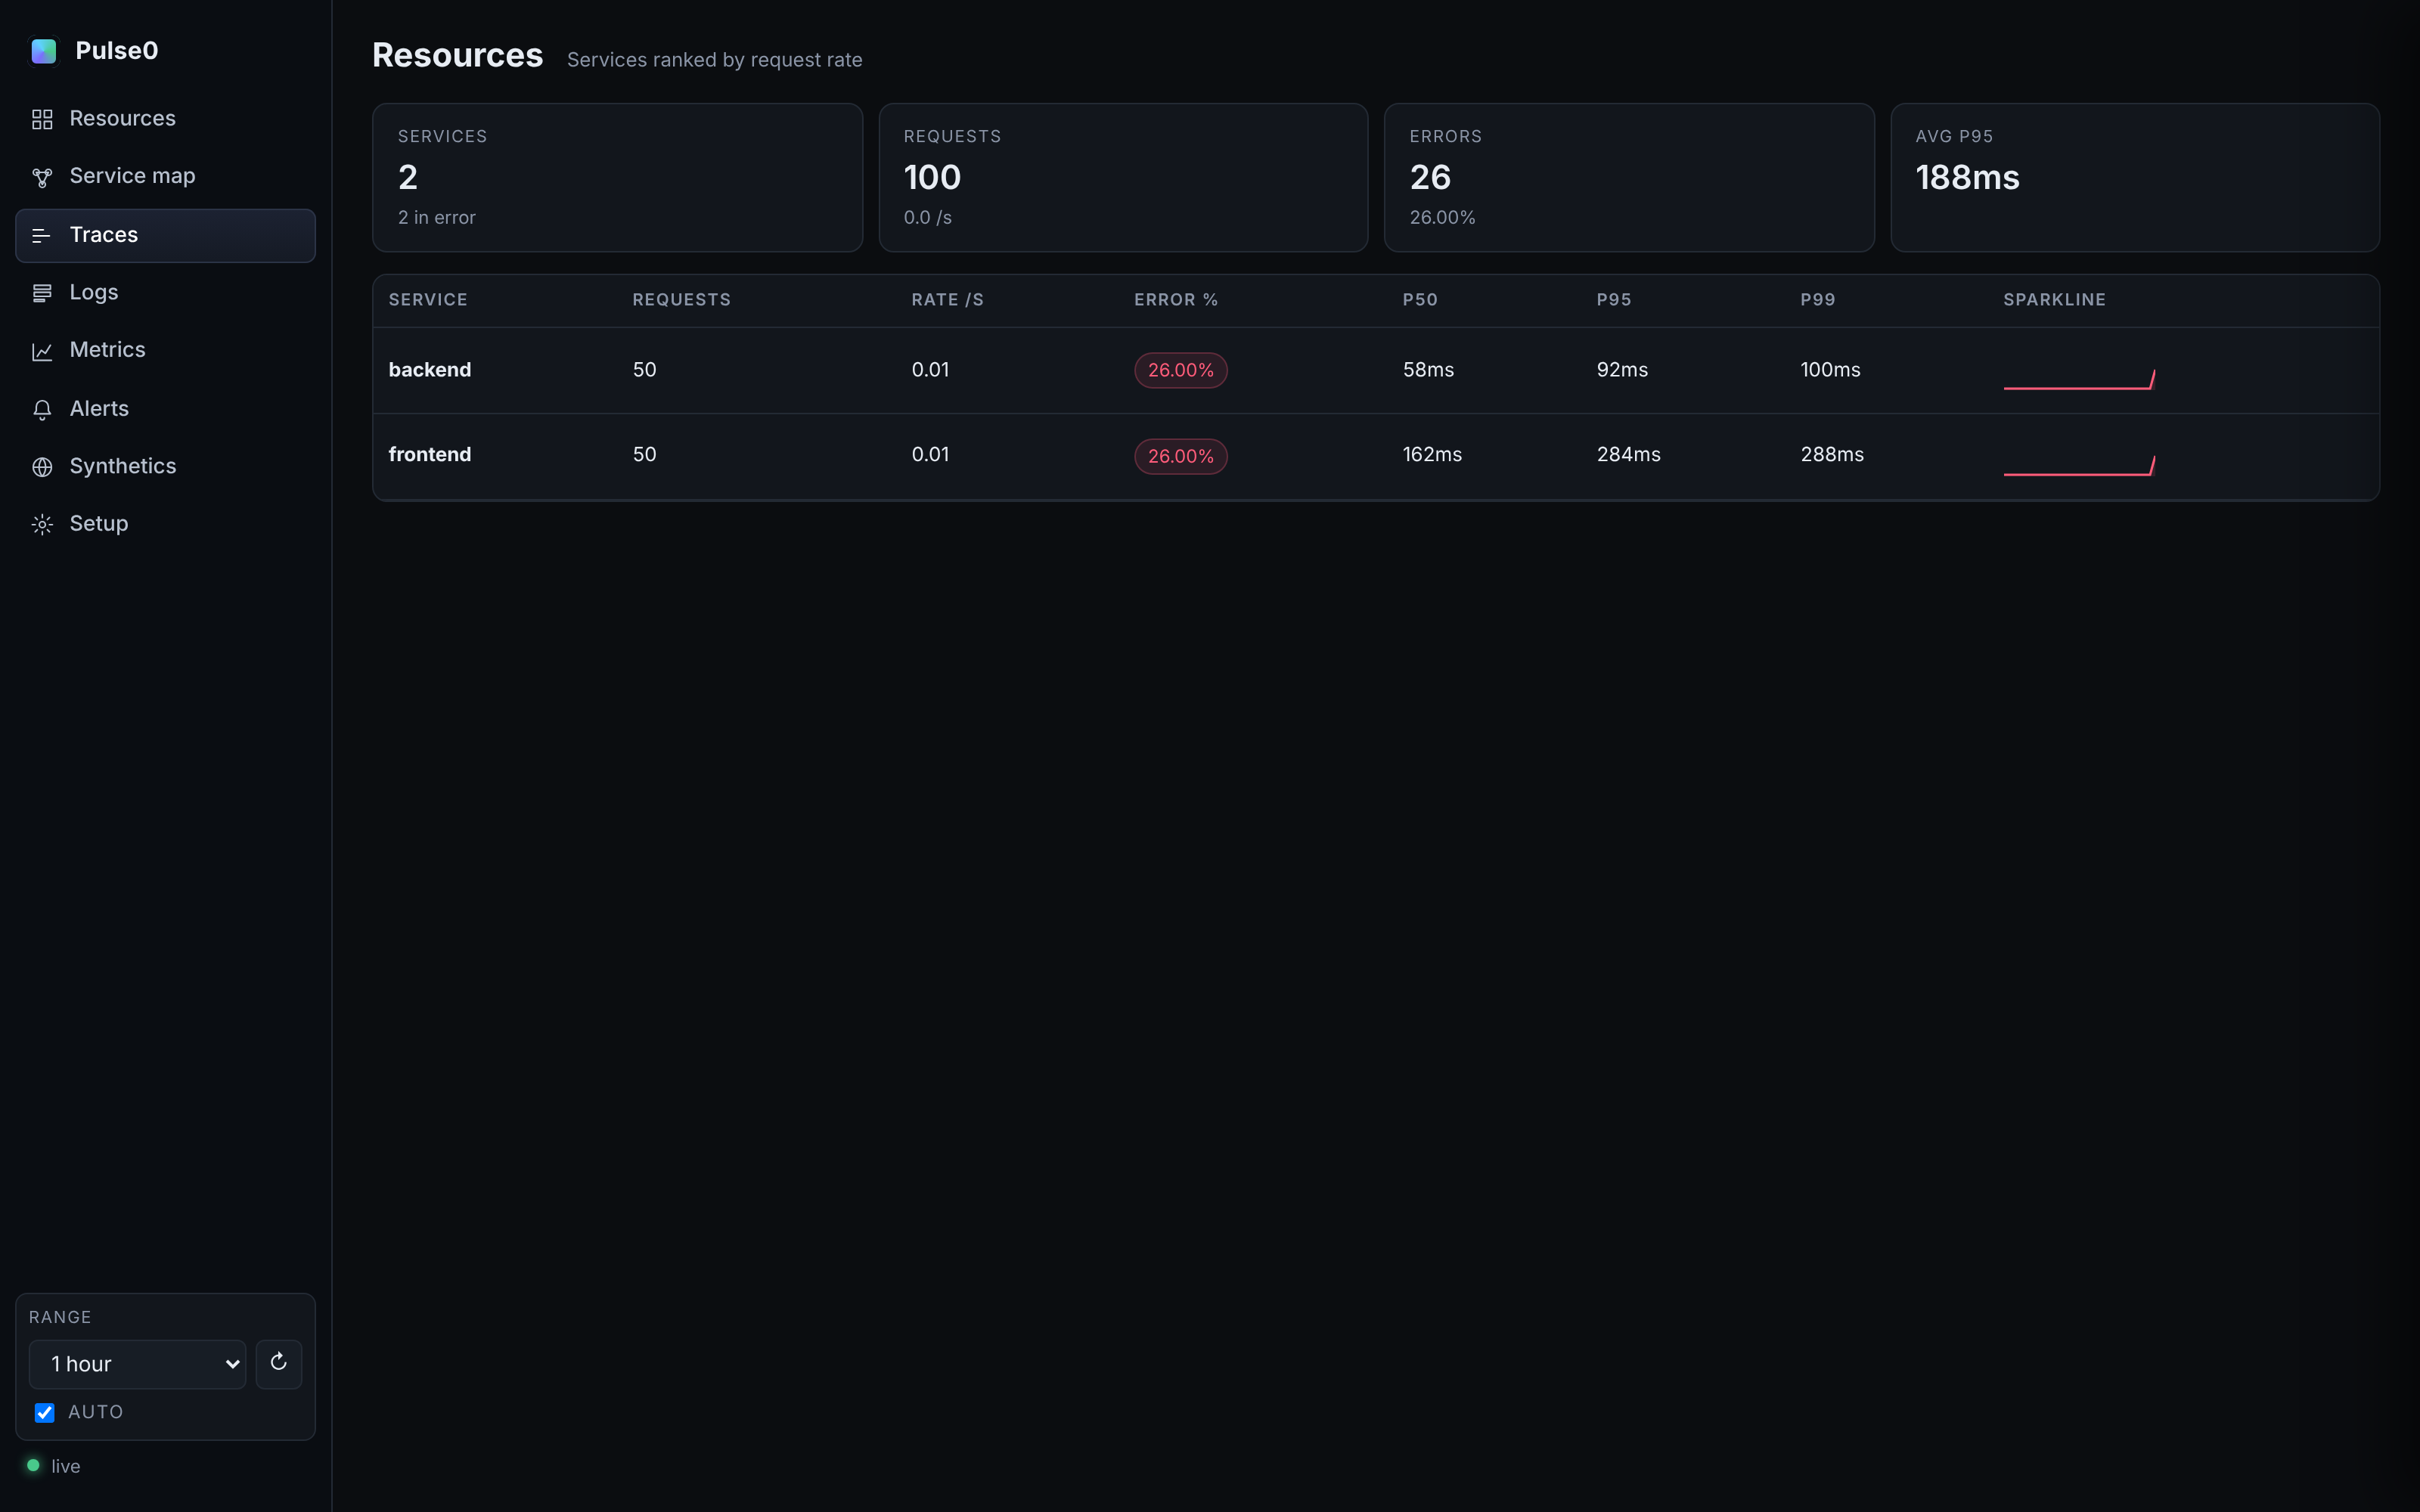 Pulse0
Resources
Service map
Traces
Logs
Metrics
Alerts
Synthetics
Setup
RANGE
1 hour
AUTO
live
Resources Services ranked by request rate
SERVICES
2
2 in error
REQUESTS
100
0.0 /s
ERRORS
26
26.00%
AVG P95
188ms
SERVICE REQUESTS RATE /S ERROR % P50 P95 P99 SPARKLINE
backend 50 0.01 26.00% 58ms 92ms 100ms
frontend 50 0.01 26.00% 162ms 284ms 288ms